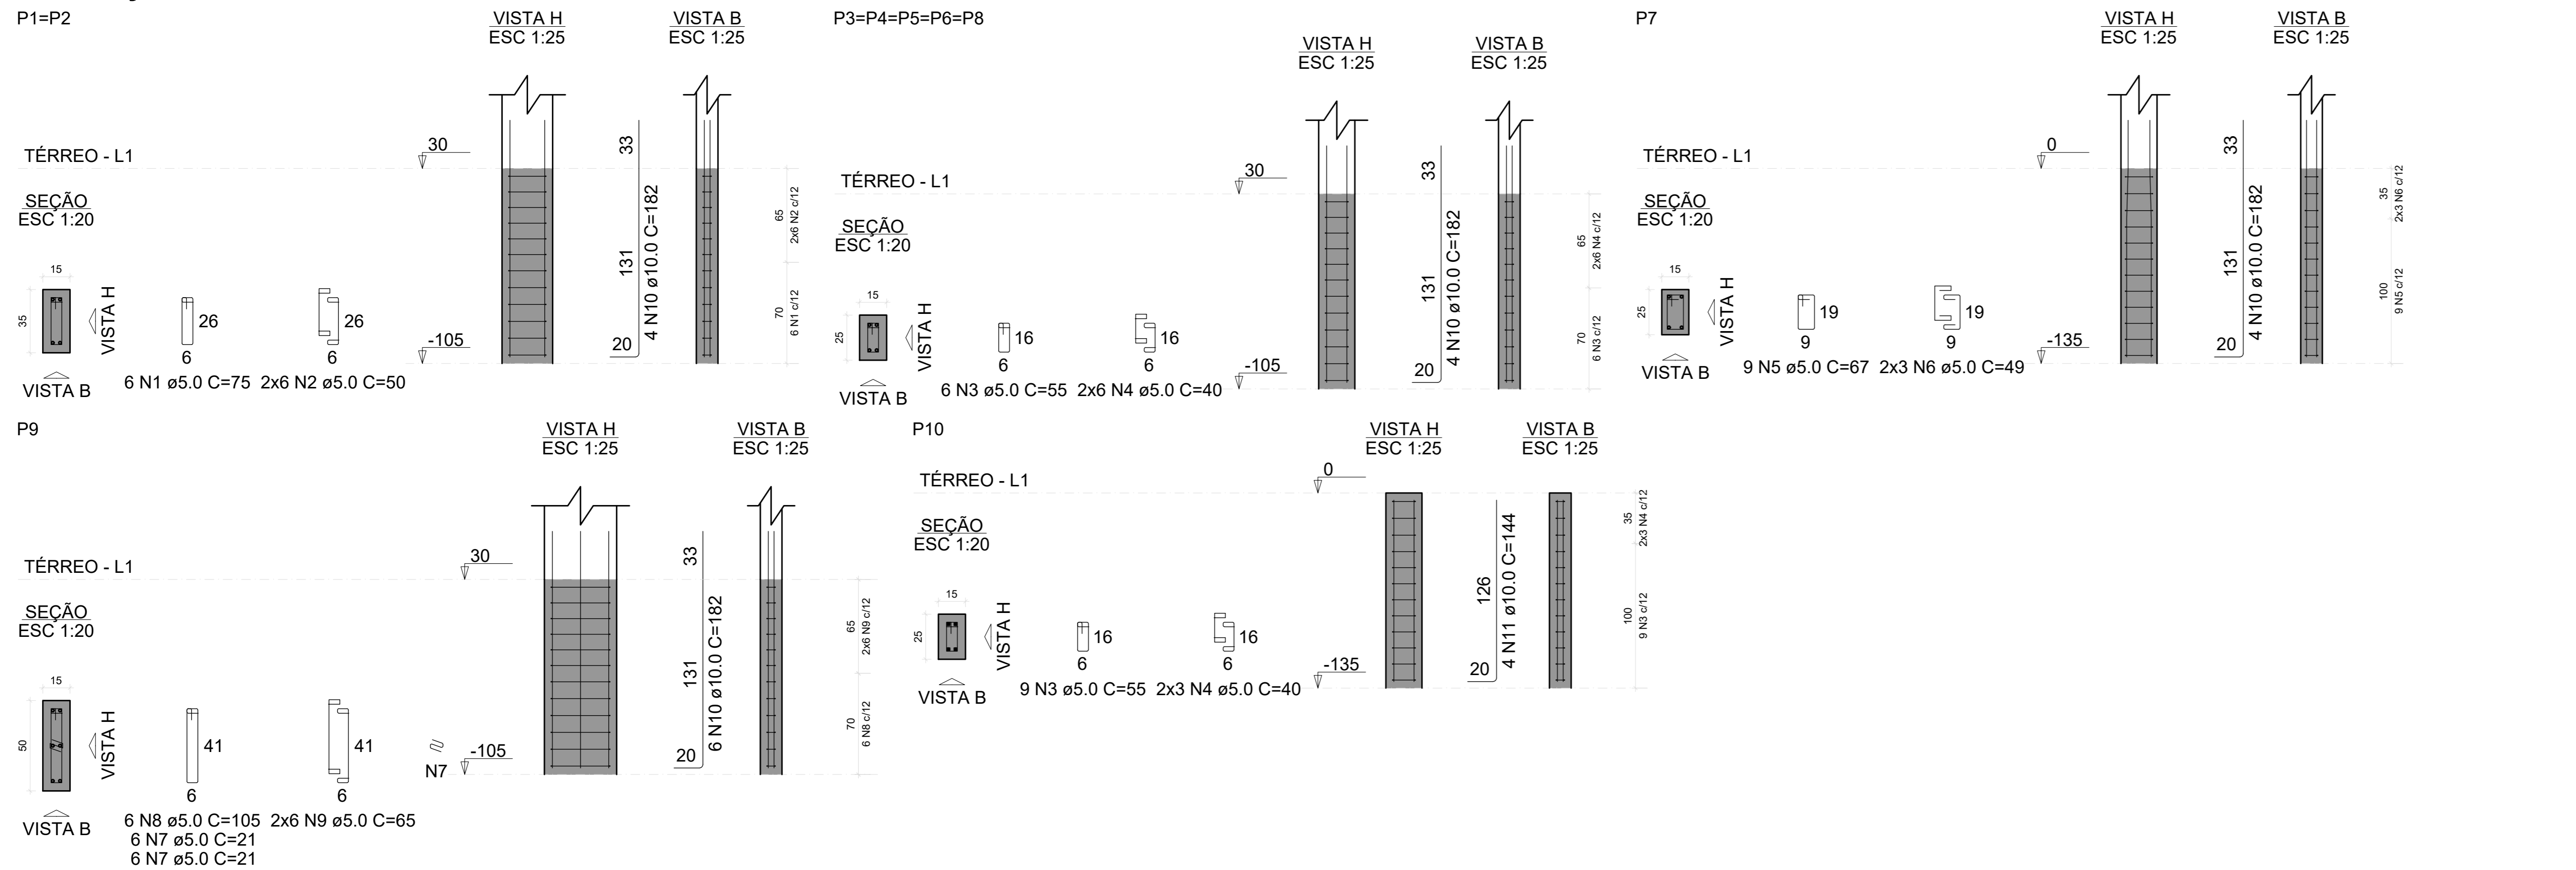 P1=P2
VISTA H
ESC 1:25
VISTA B
ESC 1:25
TÉRREO - L1
30
SEÇÃO
ESC 1:20
15
35
VISTA H
VISTA B
26
6
6 N1 ø5.0 C=75
26
6
2x6 N2 ø5.0 C=50
-105
33
131
20
4 N10 ø10.0 C=182
65
2x6 N2 c/12
70
6 N1 c/12
P3=P4=P5=P6=P8
VISTA H
ESC 1:25
VISTA B
ESC 1:25
TÉRREO - L1
30
SEÇÃO
ESC 1:20
15
25
VISTA H
VISTA B
16
6
6 N3 ø5.0 C=55
16
6
2x6 N4 ø5.0 C=40
-105
33
131
20
4 N10 ø10.0 C=182
65
2x6 N4 c/12
70
6 N3 c/12
P7
VISTA H
ESC 1:25
VISTA B
ESC 1:25
TÉRREO - L1
0
SEÇÃO
ESC 1:20
15
25
VISTA H
VISTA B
19
9
9 N5 ø5.0 C=67
19
9
2x3 N6 ø5.0 C=49
-135
33
131
20
4 N10 ø10.0 C=182
35
2x3 N6 c/12
100
9 N5 c/12
P9
VISTA H
ESC 1:25
VISTA B
ESC 1:25
TÉRREO - L1
30
SEÇÃO
ESC 1:20
15
50
VISTA H
VISTA B
41
6
6 N8 ø5.0 C=105
6 N7 ø5.0 C=21
6 N7 ø5.0 C=21
41
6
2x6 N9 ø5.0 C=65
N7
-105
33
131
20
6 N10 ø10.0 C=182
65
2x6 N9 c/12
70
6 N8 c/12
P10
VISTA H
ESC 1:25
VISTA B
ESC 1:25
TÉRREO - L1
0
SEÇÃO
ESC 1:20
15
25
VISTA H
VISTA B
16
6
9 N3 ø5.0 C=55
16
6
2x3 N4 ø5.0 C=40
-135
126
20
4 N11 ø10.0 C=144
35
2x3 N4 c/12
100
9 N3 c/12